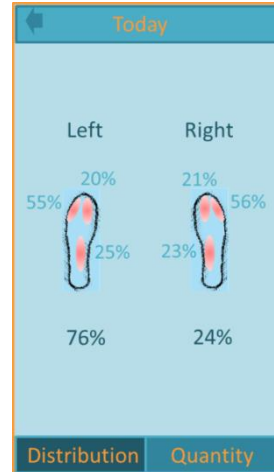 Today
Left Right
20% 21%
55% 56%
25% 23%
76% 24%
Distribution Quantity